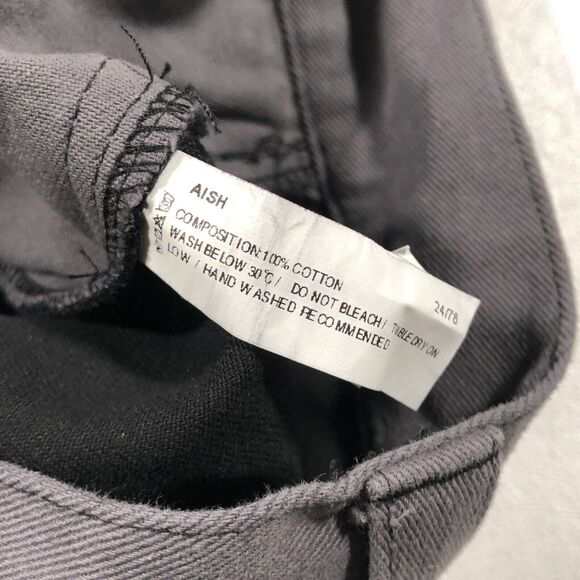 AISH
COMPOSITION:100% COTTON
WASH BELOW 30℃ / DO NOT BLEACH / TUBLE DRY ON
LOW / HAND WASHED RECOMMENDED
24/78